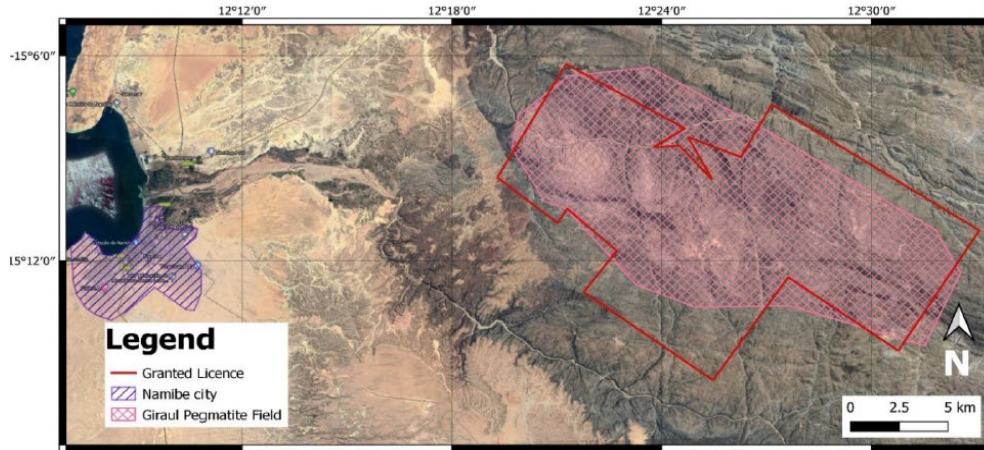 12°12'0" 12°18'0" 12°24'0" 12°30'0"
-15°6'0"
15°12'0"
Legend
Granted Licence
Namibe city
Giraul Pegmatite Field
N
0 2.5 5 km